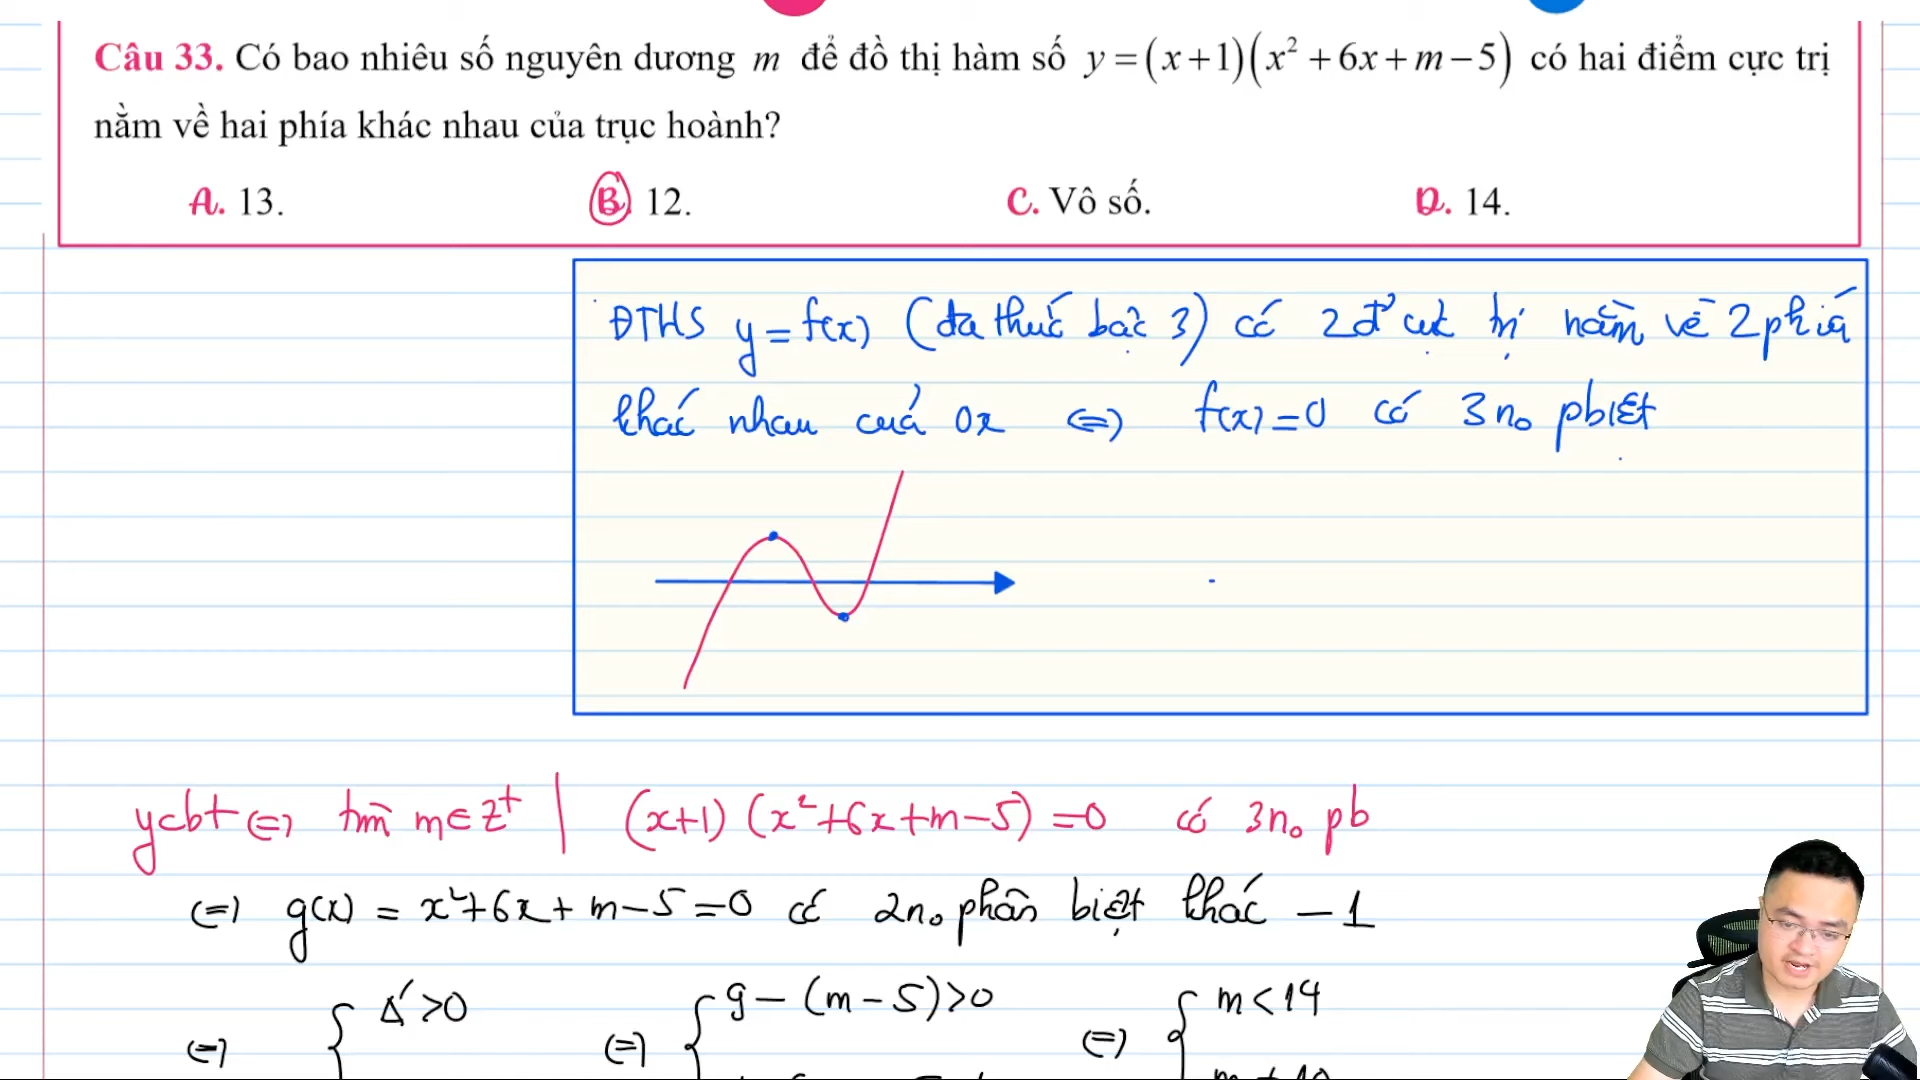 Câu 33. Có bao nhiêu số nguyên dương m để đồ thị hàm số y = (x+1)(x² + 6x + m − 5) có hai điểm cực trị
nằm về hai phía khác nhau của trục hoành?
A. 13. B. 12. C. Vô số. D. 14.
ĐTHS y = f(x) (đa thức bậc 3) có 2đ' cực trị nằm về 2 phía
khác nhau của Ox ⇔ f(x) = 0 có 3 n₀ pbiệt
ycbt ⇔ tìm m ∈ Z⁺ | (x+1)(x²+6x+m−5) = 0 có 3 n₀ pb
⇔ g(x) = x²+6x+m−5 = 0 có 2 n₀ phân biệt khác −1
⇔ { Δ' > 0 ⇔ { 9 − (m − 5) > 0 ⇔ { m < 14